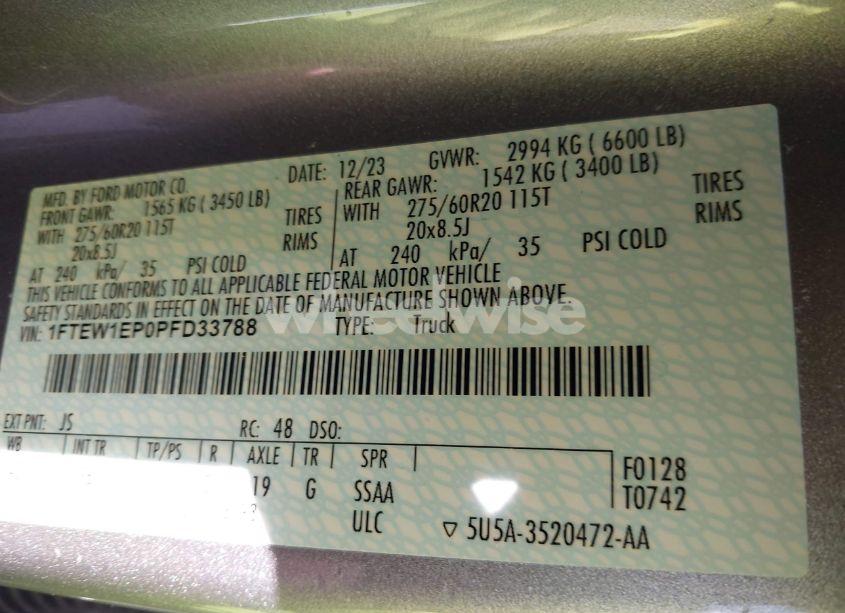 MFD. BY FORD MOTOR CO. DATE: 12/23 GVWR: 2994 KG ( 6600 LB)
FRONT GAWR: 1565 KG ( 3450 LB) REAR GAWR: 1542 KG ( 3400 LB)
WITH 275/60R20 115T TIRES WITH 275/60R20 115T TIRES
20x8.5J RIMS 20x8.5J RIMS
AT 240 kPa/ 35 PSI COLD AT 240 kPa/ 35 PSI COLD
THIS VEHICLE CONFORMS TO ALL APPLICABLE FEDERAL MOTOR VEHICLE
SAFETY STANDARDS IN EFFECT ON THE DATE OF MANUFACTURE SHOWN ABOVE.
VIN: 1FTEW1EP0PFD33788 TYPE: Truck
wheelwise
EXT PNT: JS RC: 48 DSO:
WB INT TR TP/PS R AXLE TR SPR F0128
19 G SSAA T0742
ULC ▽ 5U5A-3520472-AA